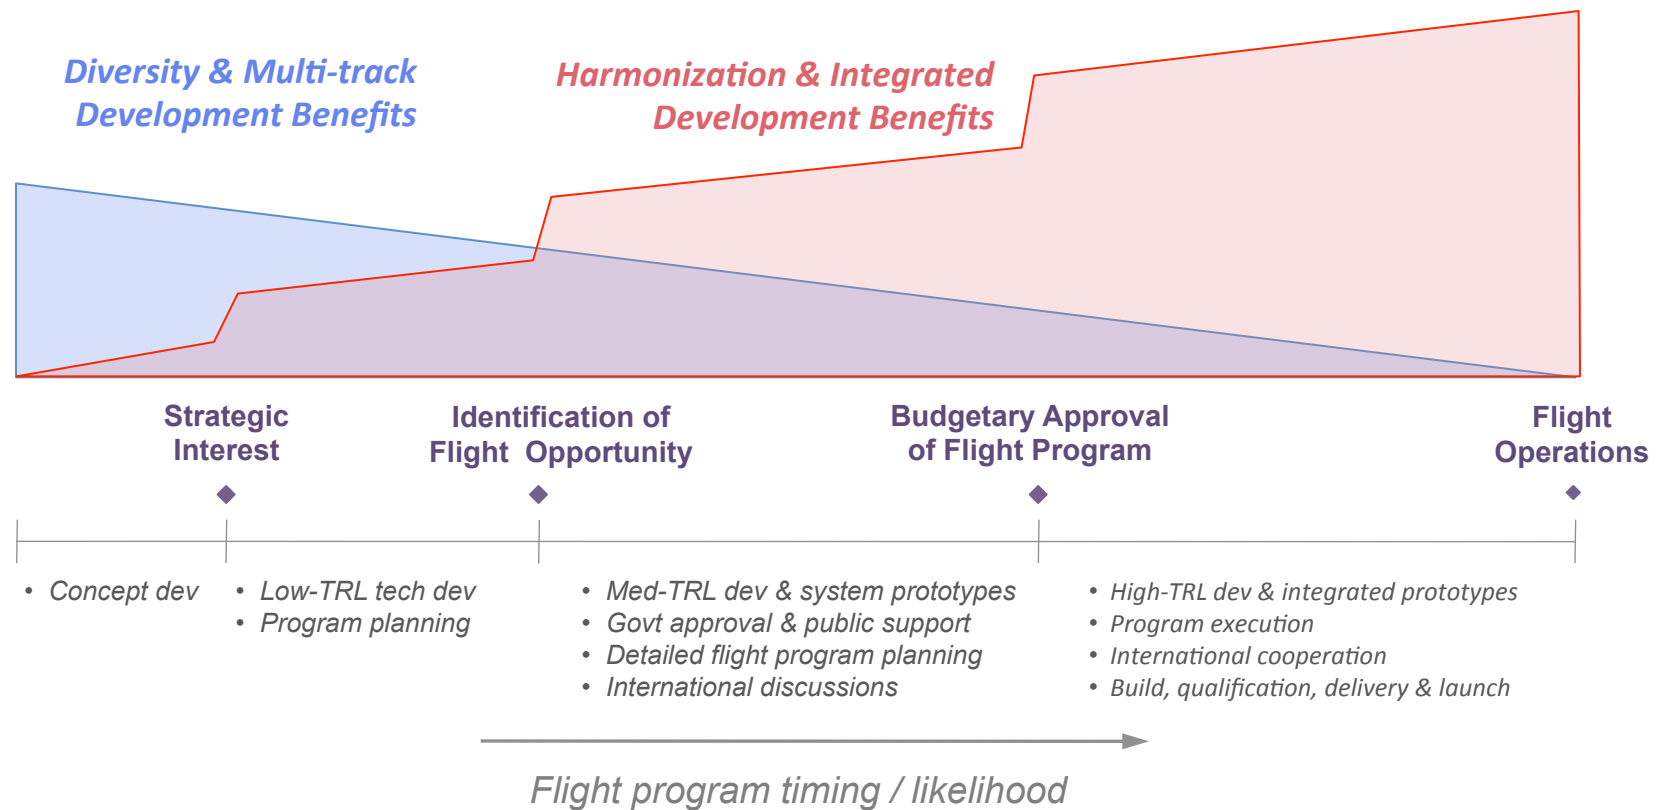 Diversity & Multi-track
Development Benefits
Harmonization & Integrated
Development Benefits
Strategic
Interest
Identification of
Flight Opportunity
Budgetary Approval
of Flight Program
Flight
Operations
• Concept dev
• Low-TRL tech dev
• Program planning
• Med-TRL dev & system prototypes
• Govt approval & public support
• Detailed flight program planning
• International discussions
• High-TRL dev & integrated prototypes
• Program execution
• International cooperation
• Build, qualification, delivery & launch
Flight program timing / likelihood